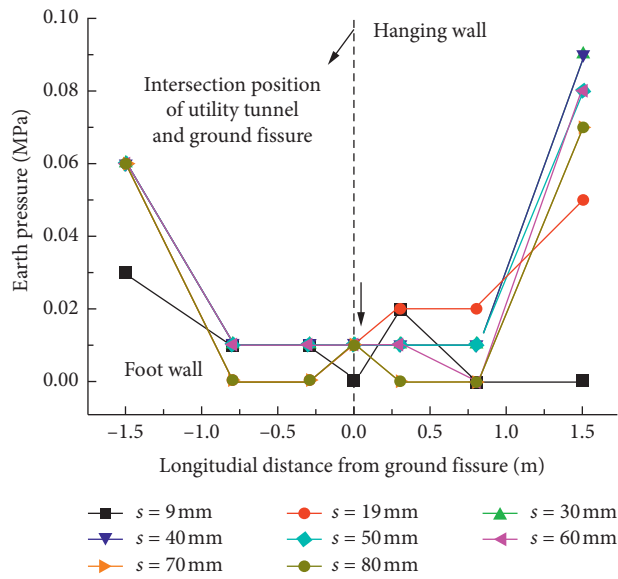 0.10
Hanging wall
Intersection position
of utility tunnel
and ground fissure
0.08
0.06
0.04
0.02
0.00
Earth pressure (MPa)
Foot wall
–1.5 –1.0 –0.5 0.0 0.5 1.0 1.5
Longitudial distance from ground fissure (m)
s = 9 mm s = 19 mm s = 30 mm
s = 40 mm s = 50 mm s = 60 mm
s = 70 mm s = 80 mm